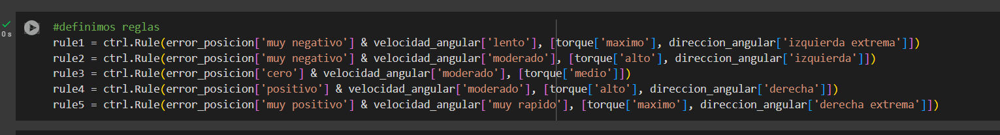 0 s
#definimos reglas
rule1 = ctrl.Rule(error_posicion['muy negativo'] & velocidad_angular['lento'], [torque['maximo'], direccion_angular['izquierda extrema']])
rule2 = ctrl.Rule(error_posicion['muy negativo'] & velocidad_angular['moderado'], [torque['alto'], direccion_angular['izquierda']])
rule3 = ctrl.Rule(error_posicion['cero'] & velocidad_angular['moderado'], [torque['medio']])
rule4 = ctrl.Rule(error_posicion['positivo'] & velocidad_angular['moderado'], [torque['alto'], direccion_angular['derecha']])
rule5 = ctrl.Rule(error_posicion['muy positivo'] & velocidad_angular['muy rapido'], [torque['maximo'], direccion_angular['derecha extrema']])